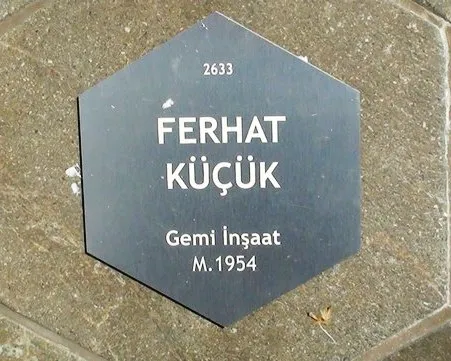 2633
FERHAT
KÜÇÜK
Gemi İnşaat
M.1954